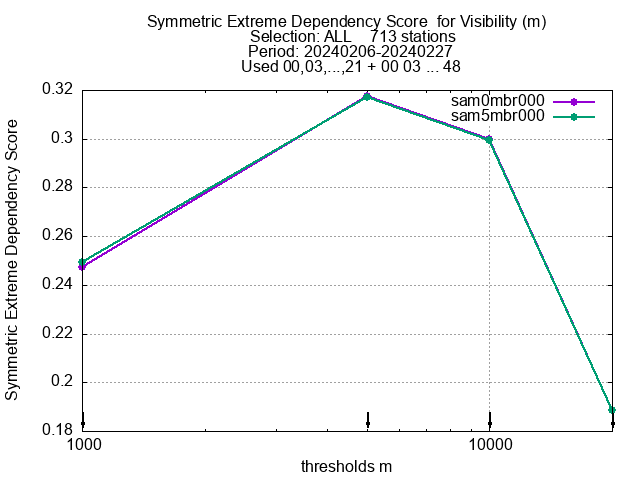 Symmetric Extreme Dependency Score  for Visibility (m)
Selection: ALL    713 stations
Period: 20240206-20240227
Used 00,03,...,21 + 00 03 ... 48
sam0mbr000
sam5mbr000
Symmetric Extreme Dependency Score
0.32
0.3
0.28
0.26
0.24
0.22
0.2
0.18
1000
10000
thresholds m